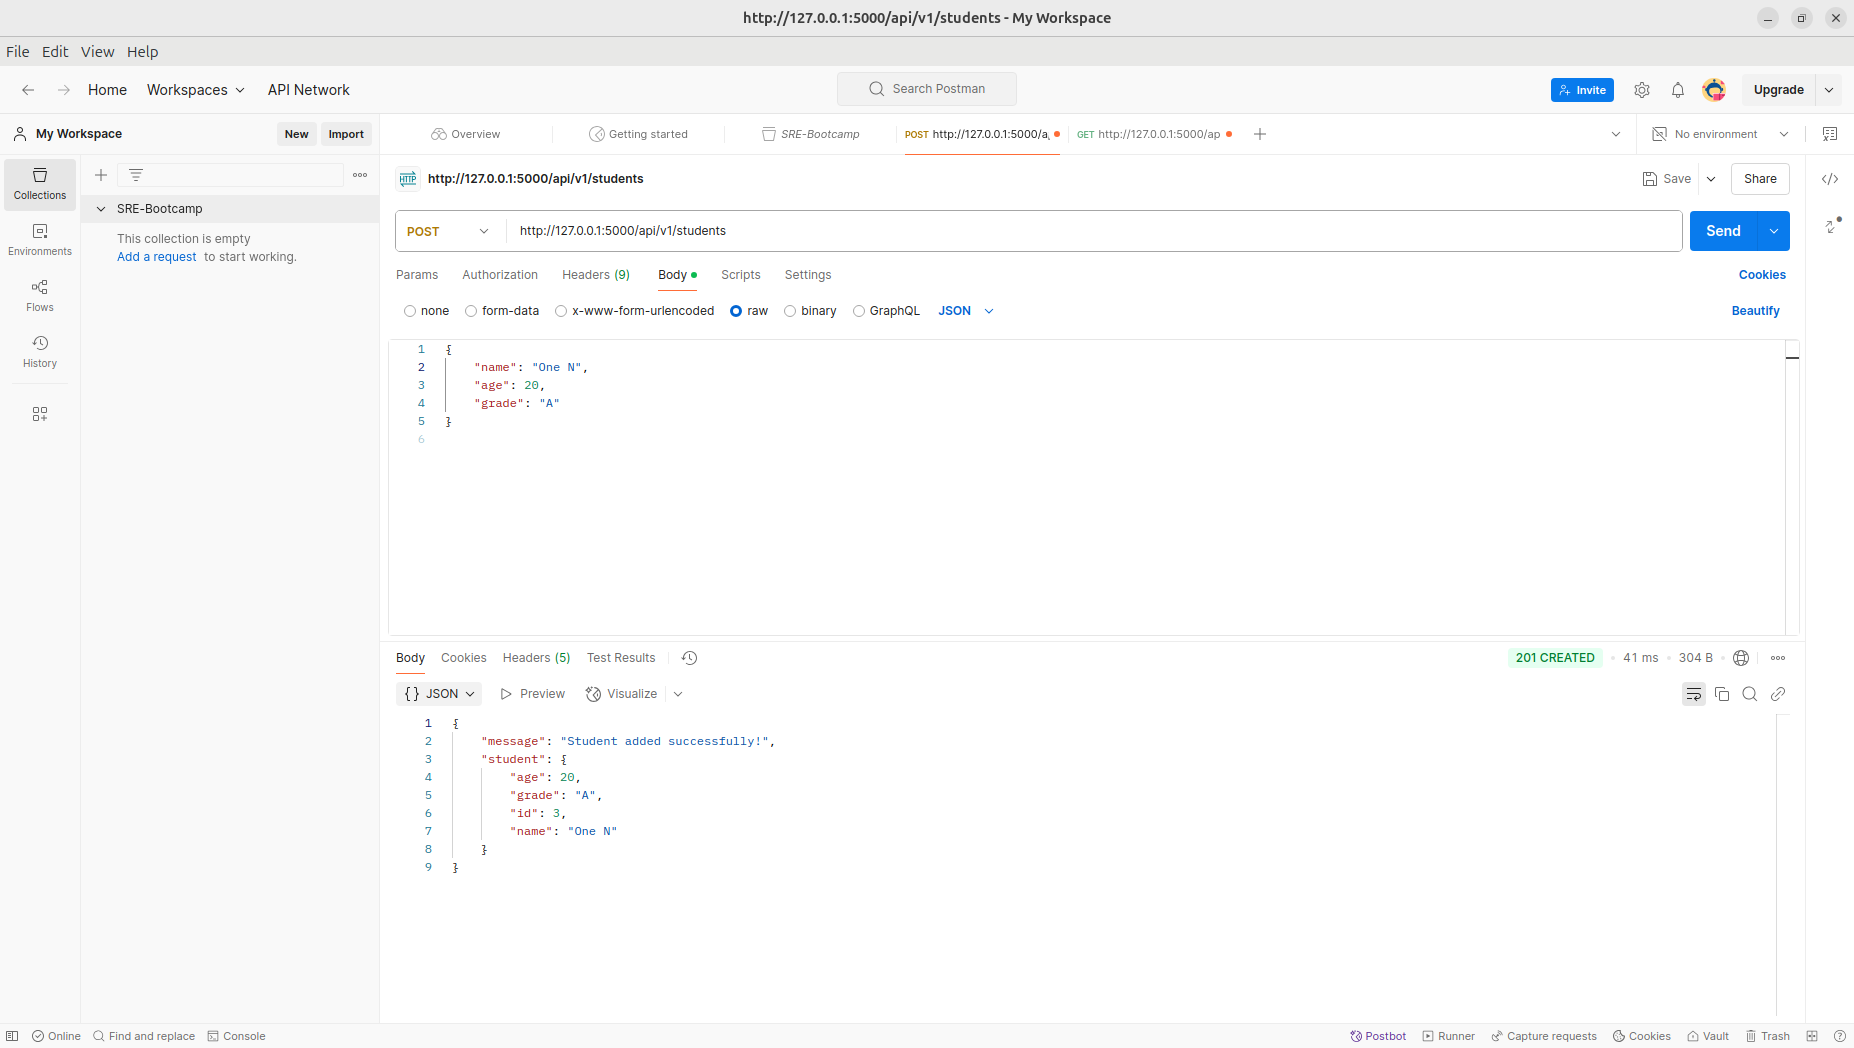 http://127.0.0.1:5000/api/v1/students - My Workspace
File Edit View Help
Home Workspaces API Network Search Postman Invite Upgrade
My Workspace New Import Overview Getting started SRE-Bootcamp POST http://127.0.0.1:5000/a GET http://127.0.0.1:5000/ap No environment
Collections
Environments
Flows
History
SRE-Bootcamp
This collection is empty
Add a request to start working.
HTTP http://127.0.0.1:5000/api/v1/students Save Share
POST http://127.0.0.1:5000/api/v1/students Send
Params Authorization Headers (9) Body Scripts Settings Cookies
none form-data x-www-form-urlencoded raw binary GraphQL JSON Beautify
1 {
2 "name": "One N",
3 "age": 20,
4 "grade": "A"
5 }
6
Body Cookies Headers (5) Test Results 201 CREATED 41 ms 304 B
{} JSON Preview Visualize
1 {
2 "message": "Student added successfully!",
3 "student": {
4 "age": 20,
5 "grade": "A",
6 "id": 3,
7 "name": "One N"
8 }
9 }
Online Find and replace Console Postbot Runner Capture requests Cookies Vault Trash